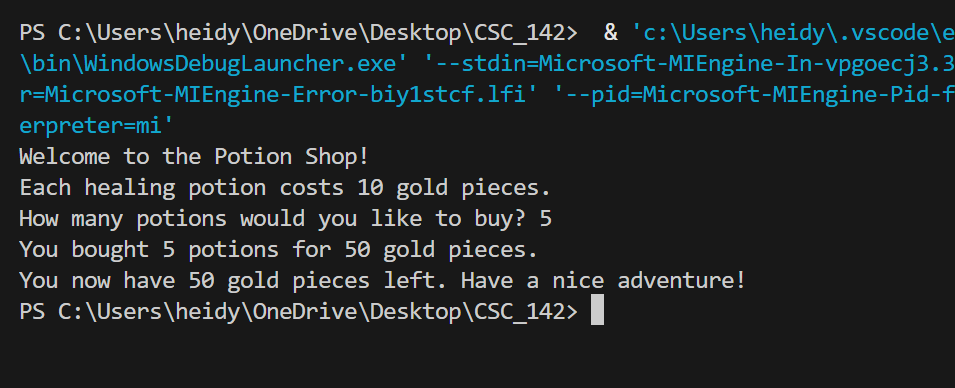 PS C:\Users\heidy\OneDrive\Desktop\CSC_142>  & 'c:\Users\heidy\.vscode\e
\bin\WindowsDebugLauncher.exe' '--stdin=Microsoft-MIEngine-In-vpgoecj3.3
r=Microsoft-MIEngine-Error-biy1stcf.lfi' '--pid=Microsoft-MIEngine-Pid-f
erpreter=mi'
Welcome to the Potion Shop!
Each healing potion costs 10 gold pieces.
How many potions would you like to buy? 5
You bought 5 potions for 50 gold pieces.
You now have 50 gold pieces left. Have a nice adventure!
PS C:\Users\heidy\OneDrive\Desktop\CSC_142>